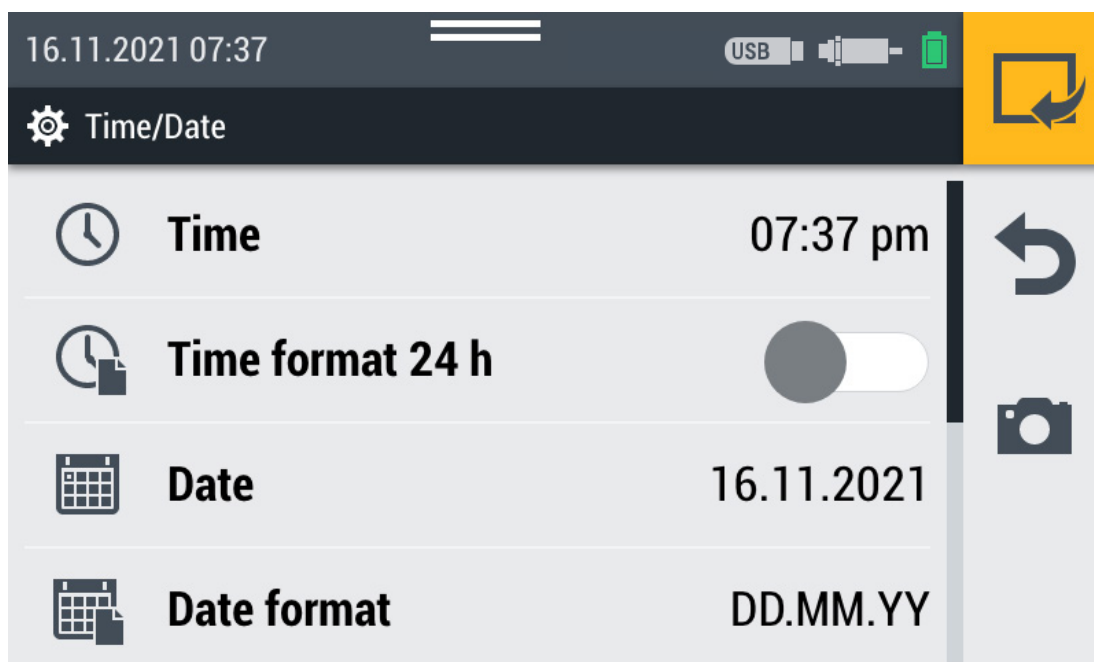 16.11.2021 07:37 USB
Time/Date
Time 07:37 pm
Time format 24 h
Date 16.11.2021
Date format DD.MM.YY